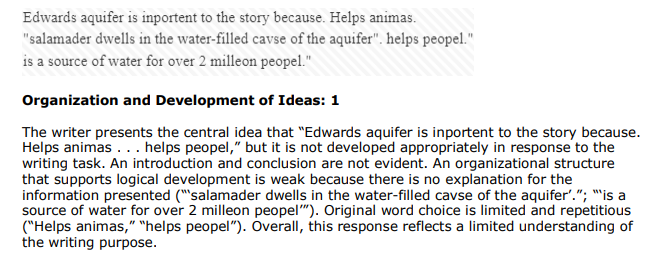 Edwards aquifer is inportent to the story because. Helps animas.
"salamader dwells in the water-filled cavse of the aquifer". helps peopel."
is a source of water for over 2 milleon peopel."
Organization and Development of Ideas: 1
The writer presents the central idea that “Edwards aquifer is inportent to the story because.
Helps animas . . . helps peopel,” but it is not developed appropriately in response to the
writing task. An introduction and conclusion are not evident. An organizational structure
that supports logical development is weak because there is no explanation for the
information presented (“‘salamader dwells in the water-filled cavse of the aquifer’.”; “‘is a
source of water for over 2 milleon peopel’”). Original word choice is limited and repetitious
(“Helps animas,” “helps peopel”). Overall, this response reflects a limited understanding of
the writing purpose.